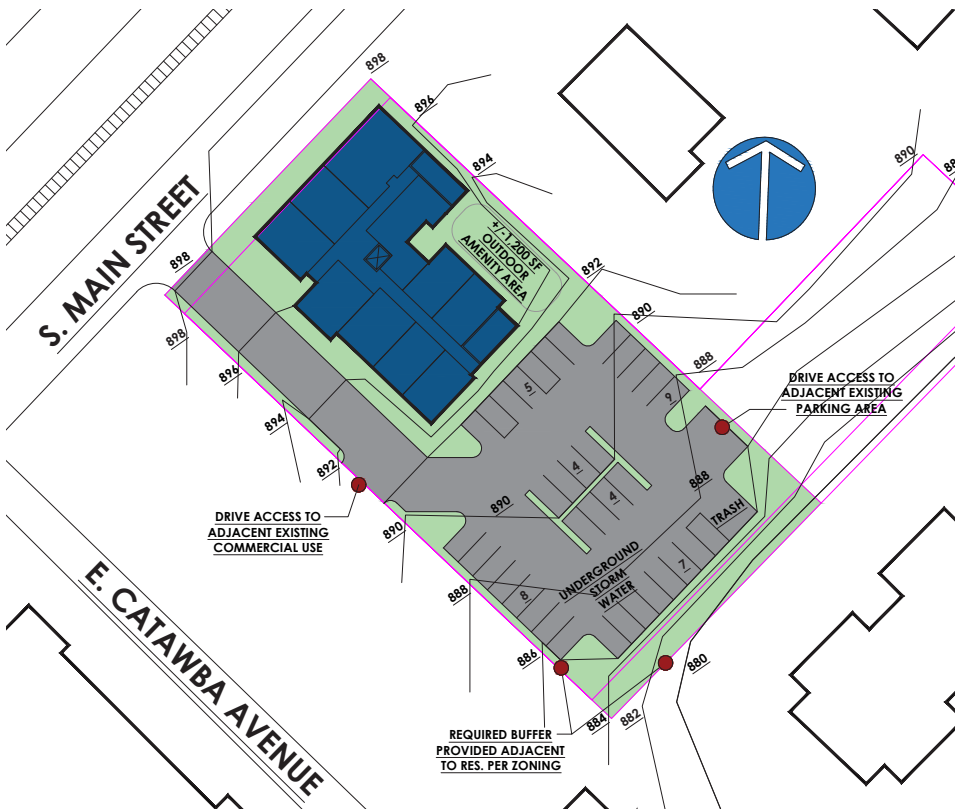 898
896
894
890
88
S. MAIN STREET
+/-1,200 SF
OUTDOOR
AMENITY AREA
898
892
890
898
896
888
DRIVE ACCESS TO
ADJACENT EXISTING
PARKING AREA
5
9
894
892
4
4
888
890
TRASH
DRIVE ACCESS TO
ADJACENT EXISTING
COMMERCIAL USE
890
UNDERGROUND
STORM
WATER
7
8
888
E. CATAWBA AVENUE
886
880
884
882
REQUIRED BUFFER
PROVIDED ADJACENT
TO RES. PER ZONING